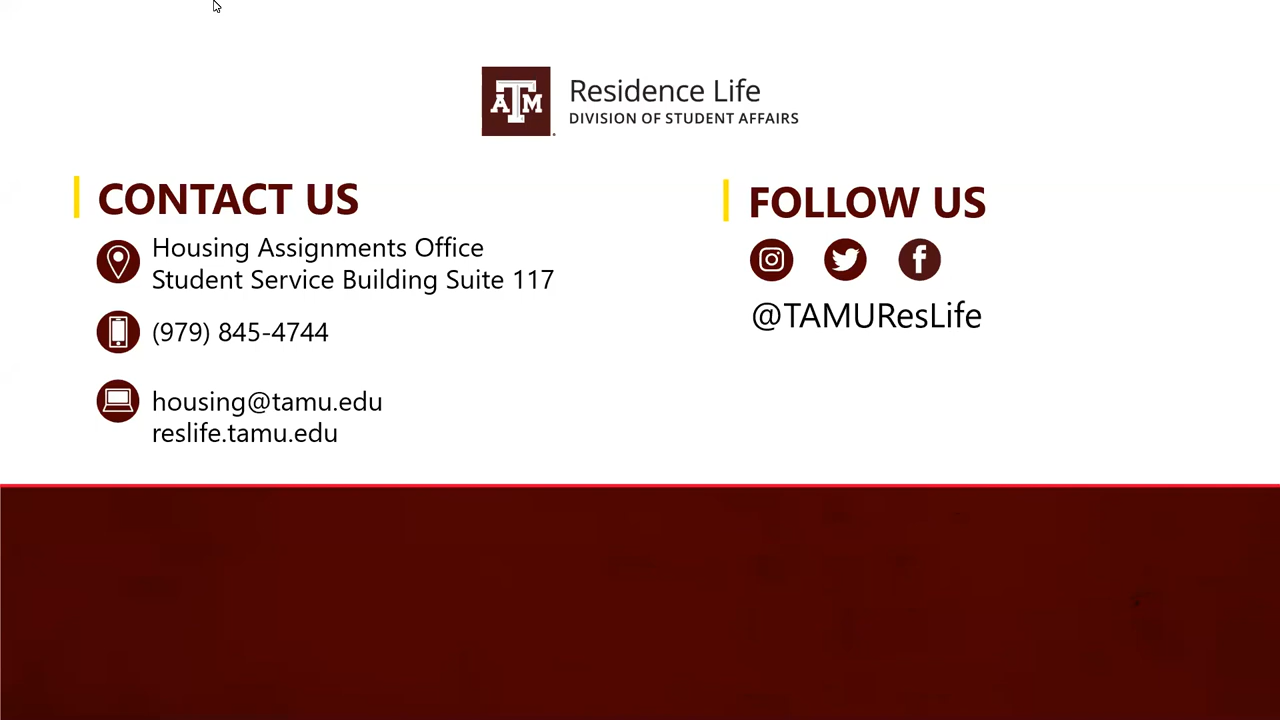 ATM
Residence Life
DIVISION OF STUDENT AFFAIRS
CONTACT US
Housing Assignments Office
Student Service Building Suite 117
(979) 845-4744
housing@tamu.edu
reslife.tamu.edu
FOLLOW US
@TAMUResLife